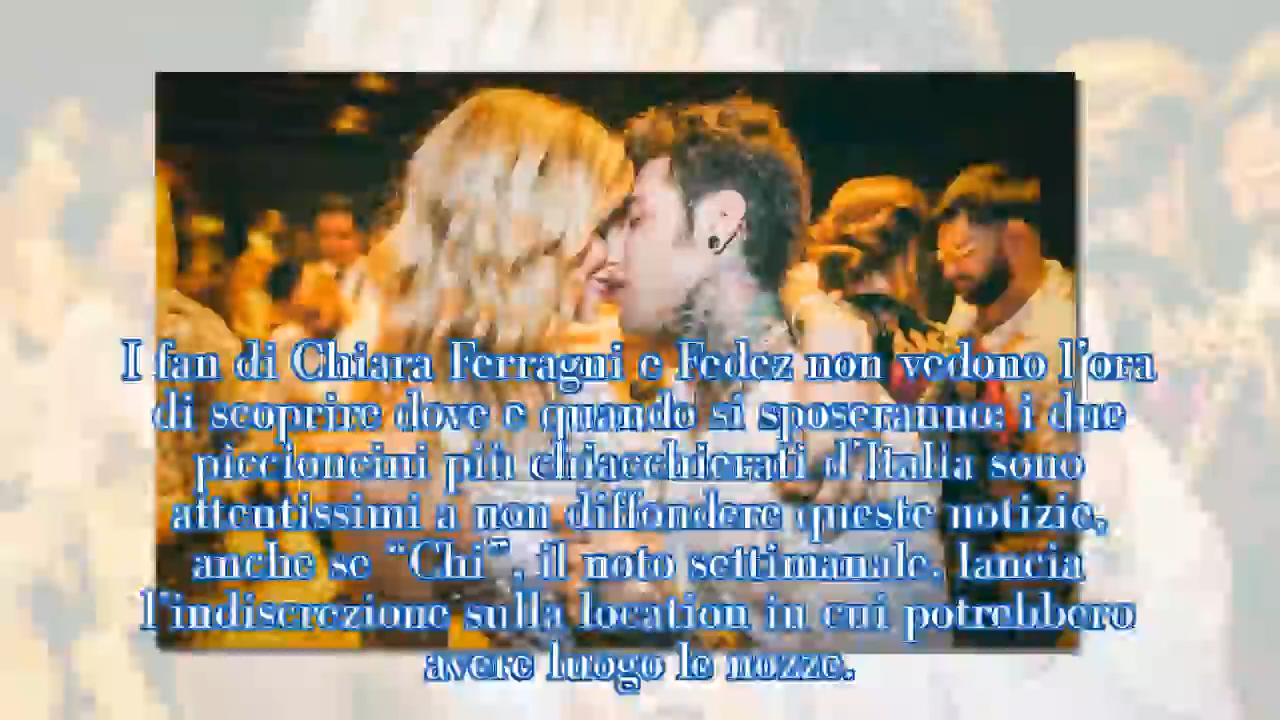 I fan di Chiara Ferragni e Fedez non vedono l'ora
di scoprire dove e quando si sposeranno: i due
piccioncini più chiacchierati d'Italia sono
attentissimi a non diffondere queste notizie,
anche se “Chi”, il noto settimanale, lancia
l'indiscrezione sulla location in cui potrebbero
avere luogo le nozze.